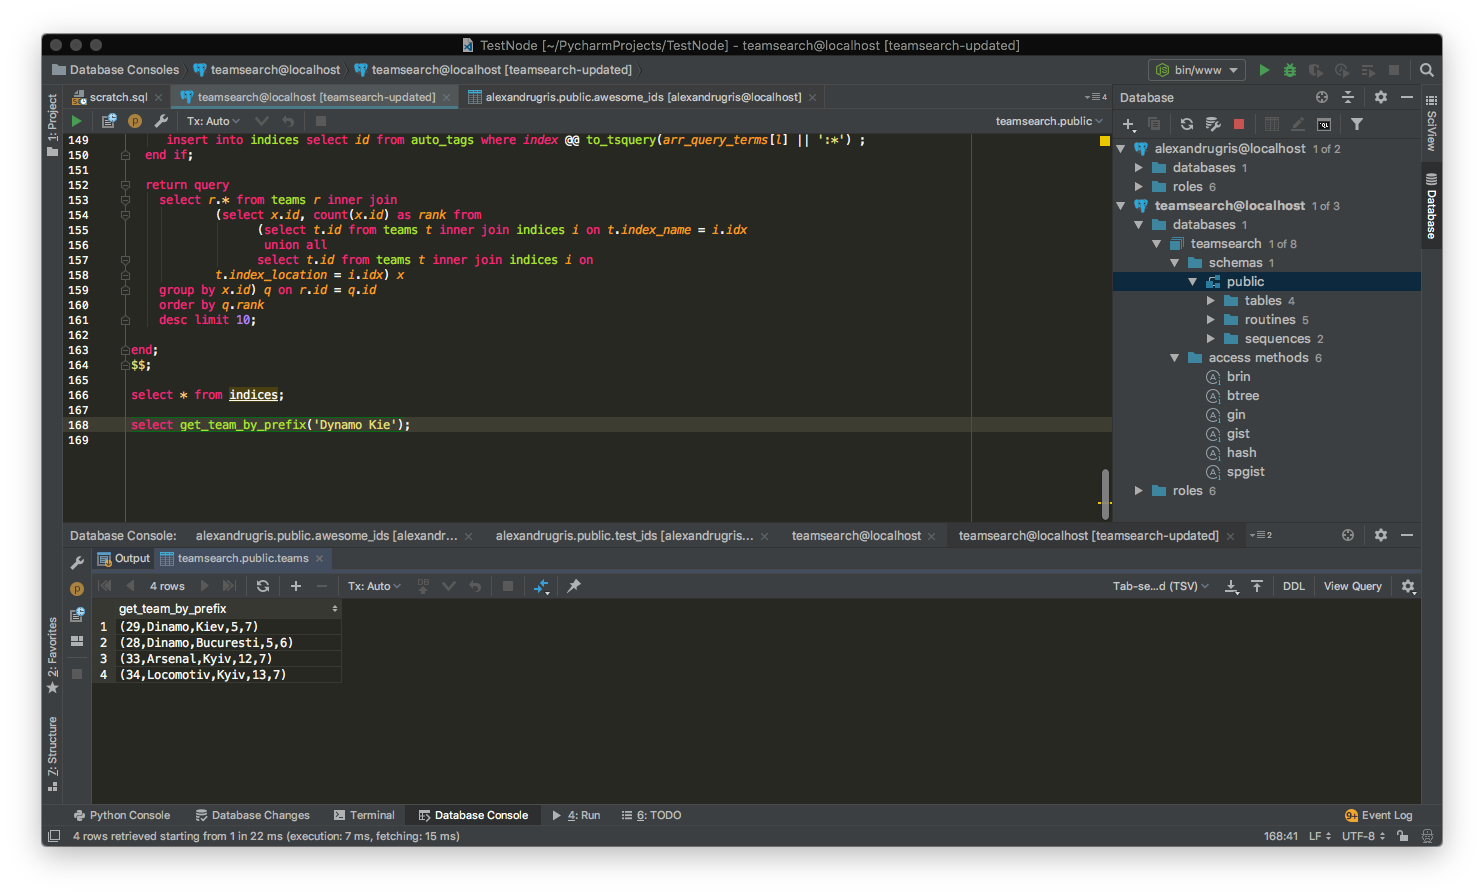 TestNode [~/PycharmProjects/TestNode] - teamsearch@localhost [teamsearch-updated]
Database Consoles teamsearch@localhost teamsearch@localhost [teamsearch-updated] bin/www
scratch.sql teamsearch@localhost [teamsearch-updated] alexandrugris.public.awesome_ids [alexandrugris@localhost] 4
Tx: Auto teamsearch.public
149 insert into indices select id from auto_tags where index @@ to_tsquery(arr_query_terms[l] || ':*') ;
150 end if;
151
152 return query
153 select r.* from teams r inner join
154 (select x.id, count(x.id) as rank from
155 (select t.id from teams t inner join indices i on t.index_name = i.idx
156 union all
157 select t.id from teams t inner join indices i on
158 t.index_location = i.idx) x
159 group by x.id) q on r.id = q.id
160 order by q.rank
161 desc limit 10;
162
163 end;
164 $$;
165
166 select * from indices;
167
168 select get_team_by_prefix('Dynamo Kie');
169
Database
alexandrugris@localhost 1 of 2
databases 1
roles 6
teamsearch@localhost 1 of 3
databases 1
teamsearch 1 of 8
schemas 1
public
tables 4
routines 5
sequences 2
access methods 6
brin
btree
gin
gist
hash
spgist
roles 6
1: Project
2: Favorites
7: Structure
SciView
Database
Database Console: alexandrugris.public.awesome_ids [alexandr... alexandrugris.public.test_ids [alexandrugris... teamsearch@localhost teamsearch@localhost [teamsearch-updated] 2
Output teamsearch.public.teams
4 rows Tx: Auto DB Tab-se...d (TSV) DDL View Query
get_team_by_prefix
1 (29,Dinamo,Kiev,5,7)
2 (28,Dinamo,Bucuresti,5,6)
3 (33,Arsenal,Kyiv,12,7)
4 (34,Locomotiv,Kyiv,13,7)
Python Console Database Changes Terminal Database Console 4: Run 6: TODO 9+ Event Log
4 rows retrieved starting from 1 in 22 ms (execution: 7 ms, fetching: 15 ms) 168:41 LF UTF-8